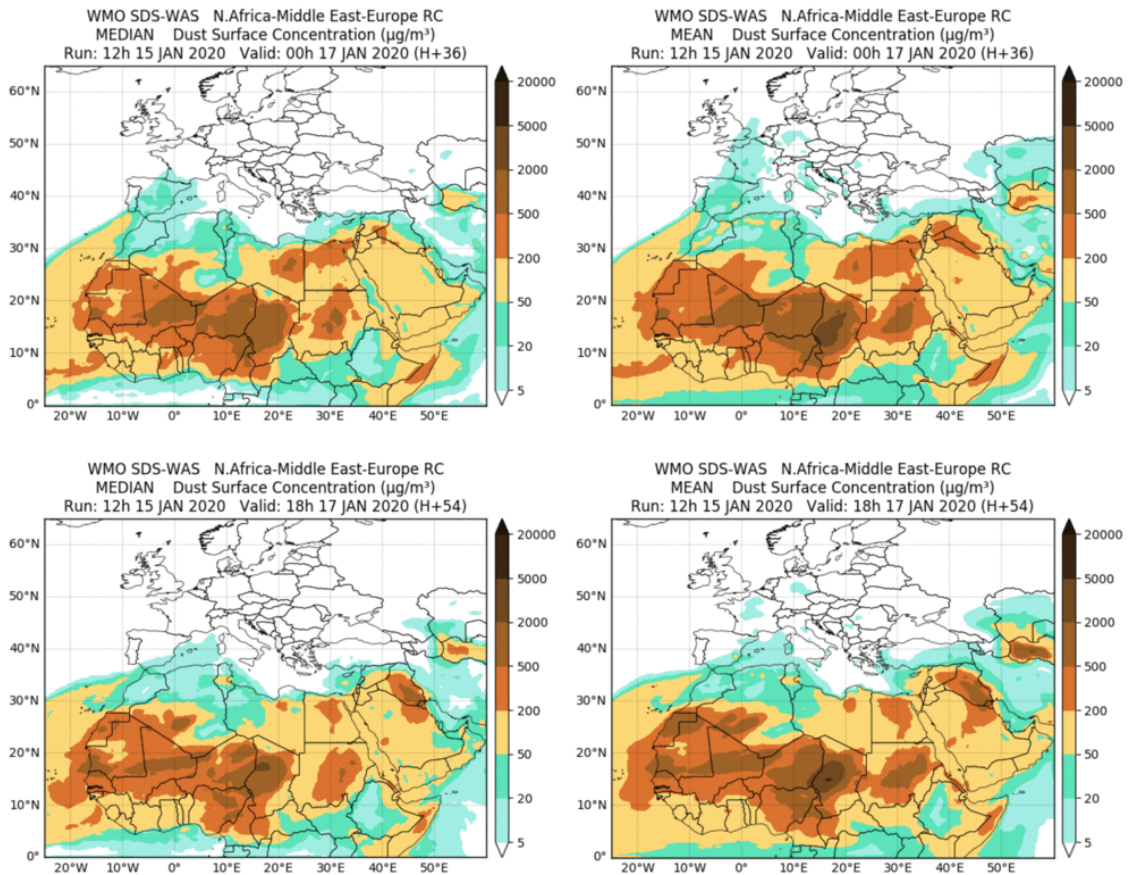 WMO SDS-WAS N.Africa-Middle East-Europe RC
MEDIAN Dust Surface Concentration (μg/m³)
Run: 12h 15 JAN 2020 Valid: 00h 17 JAN 2020 (H+36)
60°N
50°N
40°N
30°N
20°N
10°N
0°
20°W 10°W 0° 10°E 20°E 30°E 40°E 50°E
20000
5000
2000
500
200
50
20
5
WMO SDS-WAS N.Africa-Middle East-Europe RC
MEAN Dust Surface Concentration (μg/m³)
Run: 12h 15 JAN 2020 Valid: 00h 17 JAN 2020 (H+36)
60°N
50°N
40°N
30°N
20°N
10°N
0°
20°W 10°W 0° 10°E 20°E 30°E 40°E 50°E
20000
5000
2000
500
200
50
20
5
WMO SDS-WAS N.Africa-Middle East-Europe RC
MEDIAN Dust Surface Concentration (μg/m³)
Run: 12h 15 JAN 2020 Valid: 18h 17 JAN 2020 (H+54)
60°N
50°N
40°N
30°N
20°N
10°N
0°
20°W 10°W 0° 10°E 20°E 30°E 40°E 50°E
20000
5000
2000
500
200
50
20
5
WMO SDS-WAS N.Africa-Middle East-Europe RC
MEAN Dust Surface Concentration (μg/m³)
Run: 12h 15 JAN 2020 Valid: 18h 17 JAN 2020 (H+54)
60°N
50°N
40°N
30°N
20°N
10°N
0°
20°W 10°W 0° 10°E 20°E 30°E 40°E 50°E
20000
5000
2000
500
200
50
20
5